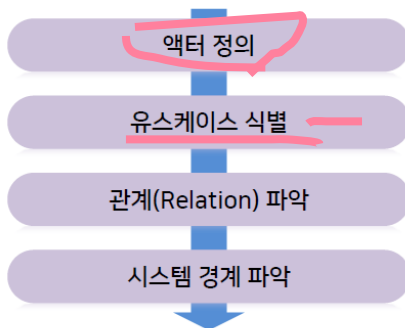 액터 정의
유스케이스 식별
관계(Relation) 파악
시스템 경계 파악